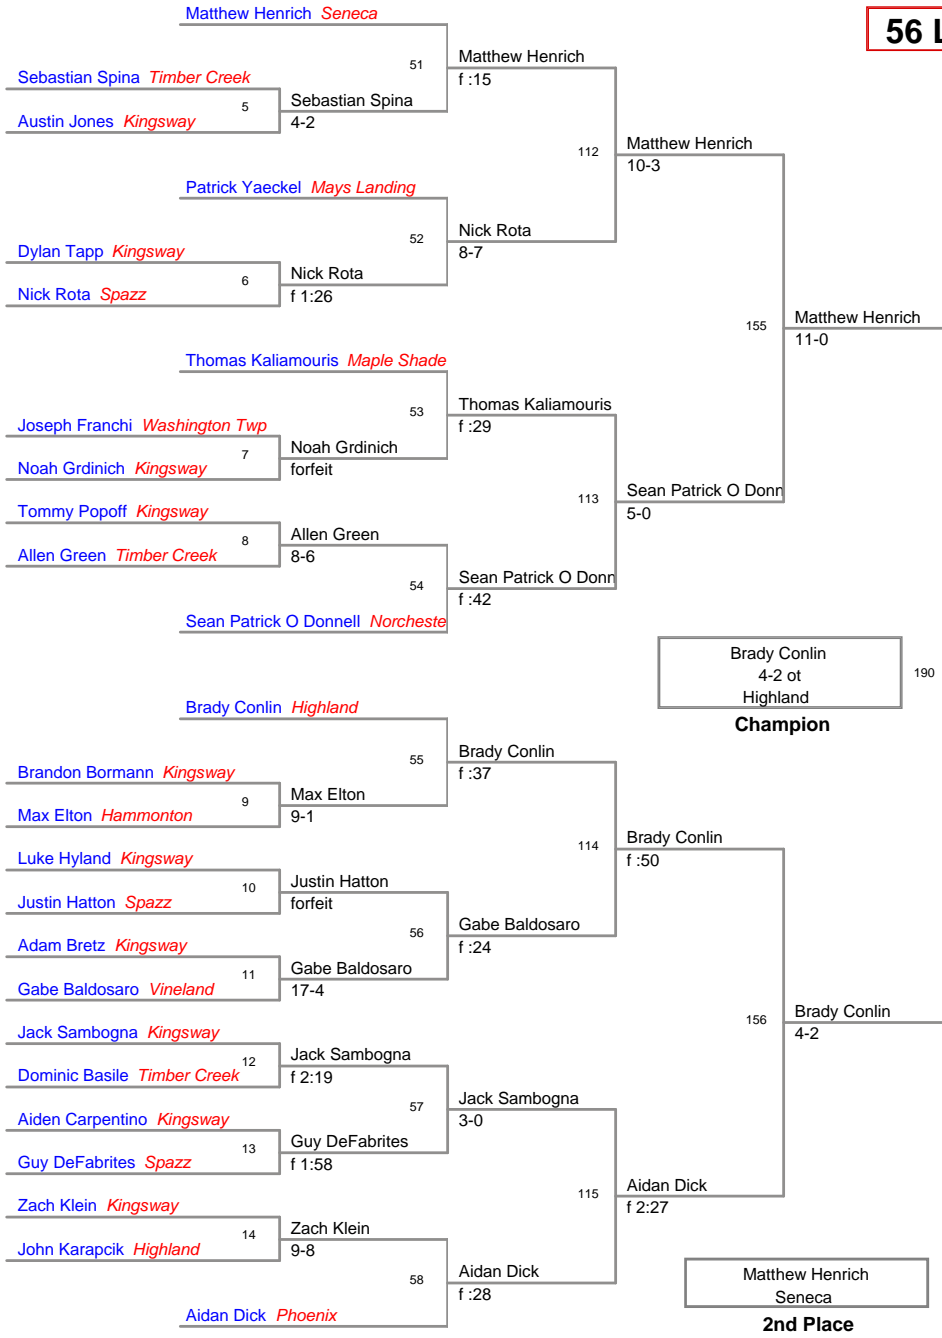 Matthew Henrich Seneca
56 L
51
Matthew Henrich
f :15
Sebastian Spina Timber Creek
5
Sebastian Spina
4-2
Austin Jones Kingsway
112
Matthew Henrich
10-3
Patrick Yaeckel Mays Landing
52
Nick Rota
8-7
Dylan Tapp Kingsway
6
Nick Rota
f 1:26
Nick Rota Spazz
155
Matthew Henrich
11-0
Thomas Kaliamouris Maple Shade
53
Thomas Kaliamouris
f :29
Joseph Franchi Washington Twp
7
Noah Grdinich
forfeit
Noah Grdinich Kingsway
113
Sean Patrick O Donn
5-0
Tommy Popoff Kingsway
8
Allen Green
8-6
Allen Green Timber Creek
54
Sean Patrick O Donn
f :42
Sean Patrick O Donnell Norcheste
Brady Conlin
4-2 ot
Highland
190
Champion
Brady Conlin Highland
55
Brady Conlin
f :37
Brandon Bormann Kingsway
9
Max Elton
9-1
Max Elton Hammonton
114
Brady Conlin
f :50
Luke Hyland Kingsway
10
Justin Hatton
forfeit
Justin Hatton Spazz
56
Gabe Baldosaro
f :24
Adam Bretz Kingsway
11
Gabe Baldosaro
17-4
Gabe Baldosaro Vineland
156
Brady Conlin
4-2
Jack Sambogna Kingsway
12
Jack Sambogna
f 2:19
Dominic Basile Timber Creek
57
Jack Sambogna
3-0
Aiden Carpentino Kingsway
13
Guy DeFabrites
f 1:58
Guy DeFabrites Spazz
115
Aidan Dick
f 2:27
Zach Klein Kingsway
14
Zach Klein
9-8
John Karapcik Highland
58
Aidan Dick
f :28
Aidan Dick Phoenix
Matthew Henrich
Seneca
2nd Place